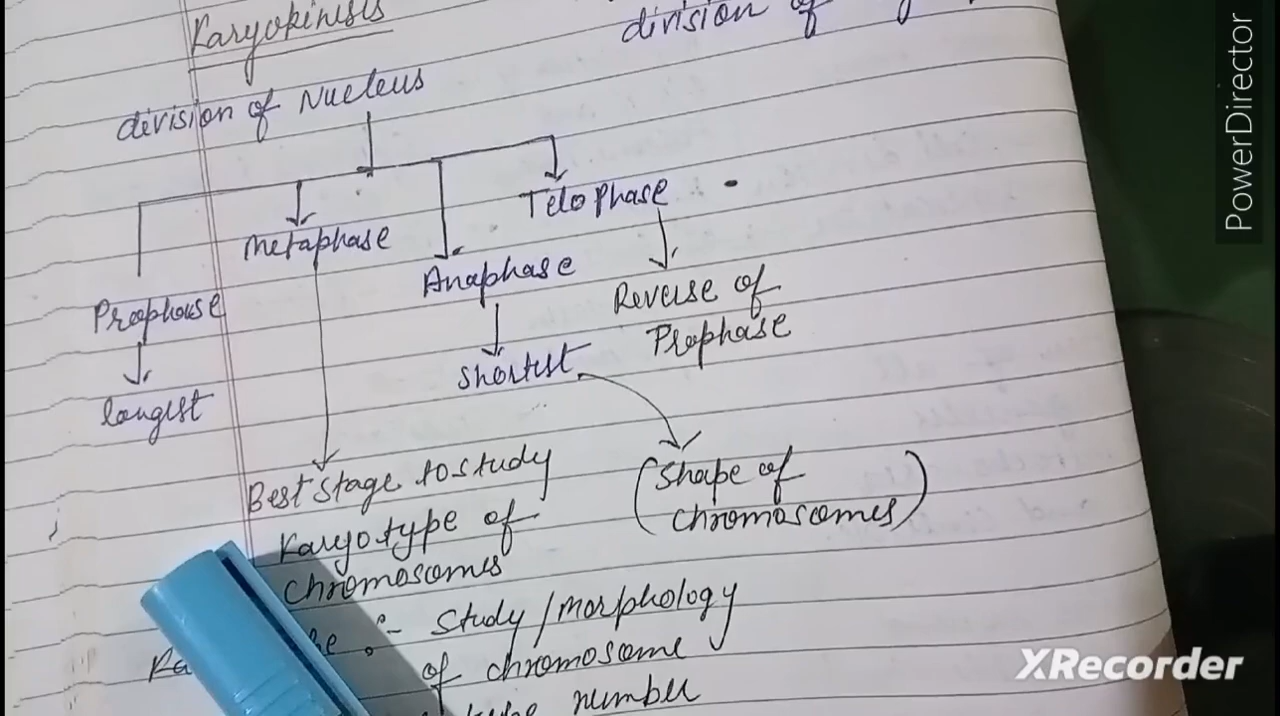 Karyokinesis
division of
division of Nucleus
Telophase
Metaphase
Anaphase
Prophase
Reverse of
Prophase
Shortest
longest
Best stage to study
Karyotype of
chromosomes
(Shape of
chromosomes)
:- Study/morphology
of chromosome
number
PowerDirector
XRecorder